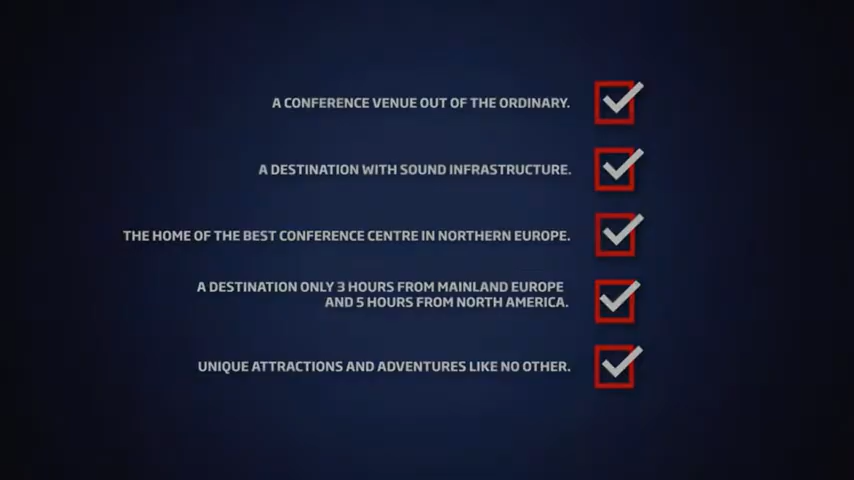 A CONFERENCE VENUE OUT OF THE ORDINARY.
A DESTINATION WITH SOUND INFRASTRUCTURE.
THE HOME OF THE BEST CONFERENCE CENTRE IN NORTHERN EUROPE.
A DESTINATION ONLY 3 HOURS FROM MAINLAND EUROPE
AND 5 HOURS FROM NORTH AMERICA.
UNIQUE ATTRACTIONS AND ADVENTURES LIKE NO OTHER.